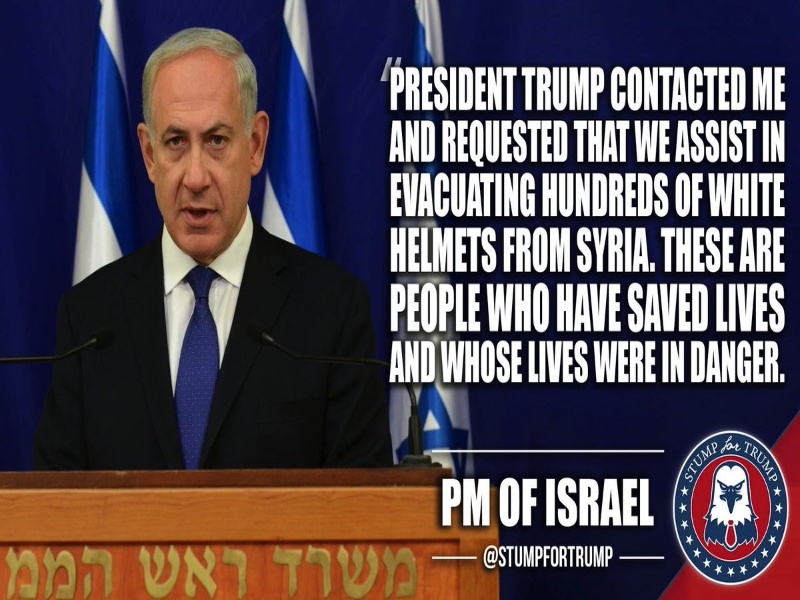 “PRESIDENT TRUMP CONTACTED ME
AND REQUESTED THAT WE ASSIST IN
EVACUATING HUNDREDS OF WHITE
HELMETS FROM SYRIA. THESE ARE
PEOPLE WHO HAVE SAVED LIVES
AND WHOSE LIVES WERE IN DANGER.
PM OF ISRAEL
@STUMPFORTRUMP
STUMP for TRUMP
משרד ראש הממ